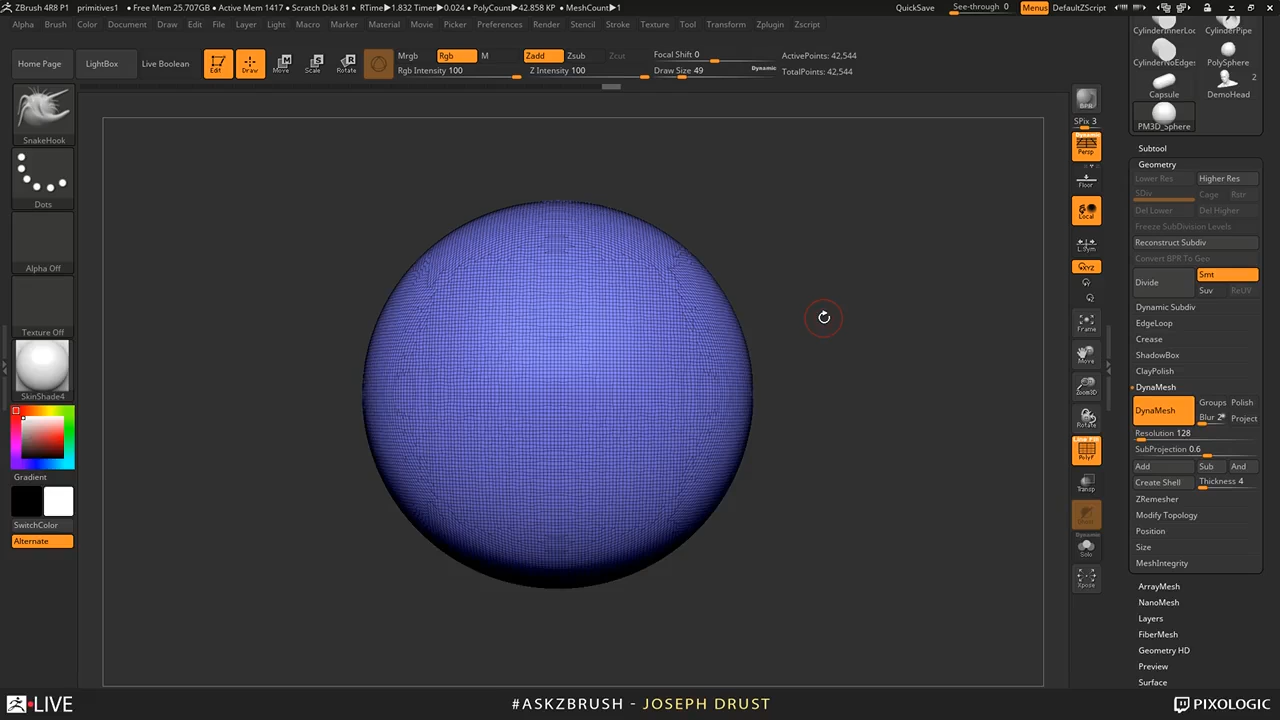 ZBrush 4R8 P1 primitives1 ● Free Mem 25.707GB ● Active Mem 1417 ● Scratch Disk 81 ● RTime▶1.832 Timer▶0.024 ● PolyCount▶42.858 KP ● MeshCount▶1 QuickSave See-through 0 Menus DefaultZScript
Alpha Brush Color Document Draw Edit File Layer Light Macro Marker Material Movie Picker Preferences Render Stencil Stroke Texture Tool Transform Zplugin Zscript
Home Page LightBox Live Boolean Edit Draw Move Scale Rotate
Mrgb Rgb M Zadd Zsub Zcut Focal Shift 0 ActivePoints: 42,544
Rgb Intensity 100 Z Intensity 100 Draw Size 49 Dynamic TotalPoints: 42,544
SnakeHook
Dots
Alpha Off
Texture Off
SkinShade4
Gradient
SwitchColor
Alternate
BPR
SPix 3
Dynamic
Persp
Floor
Local
L.Sym
XYZ
Frame
Move
Zoom3D
Rotate
Line Fill
PolyF
Transp
Ghost
Dynamic
Solo
Xpose
CylinderInnerLoc CylinderPipe
CylinderNoEdges PolySphere
2
Capsule DemoHead
PM3D_Sphere
Subtool
Geometry
Lower Res Higher Res
SDiv Cage Rstr
Del Lower Del Higher
Freeze SubDivision Levels
Reconstruct Subdiv
Convert BPR To Geo
Divide Smt
Suv ReUV
Dynamic Subdiv
EdgeLoop
Crease
ShadowBox
ClayPolish
DynaMesh
DynaMesh Groups Polish
Blur 2 Project
Resolution 128
SubProjection 0.6
Add Sub And
Create Shell Thickness 4
ZRemesher
Modify Topology
Position
Size
MeshIntegrity
ArrayMesh
NanoMesh
Layers
FiberMesh
Geometry HD
Preview
Surface
LIVE #ASKZBRUSH - JOSEPH DRUST PIXOLOGIC